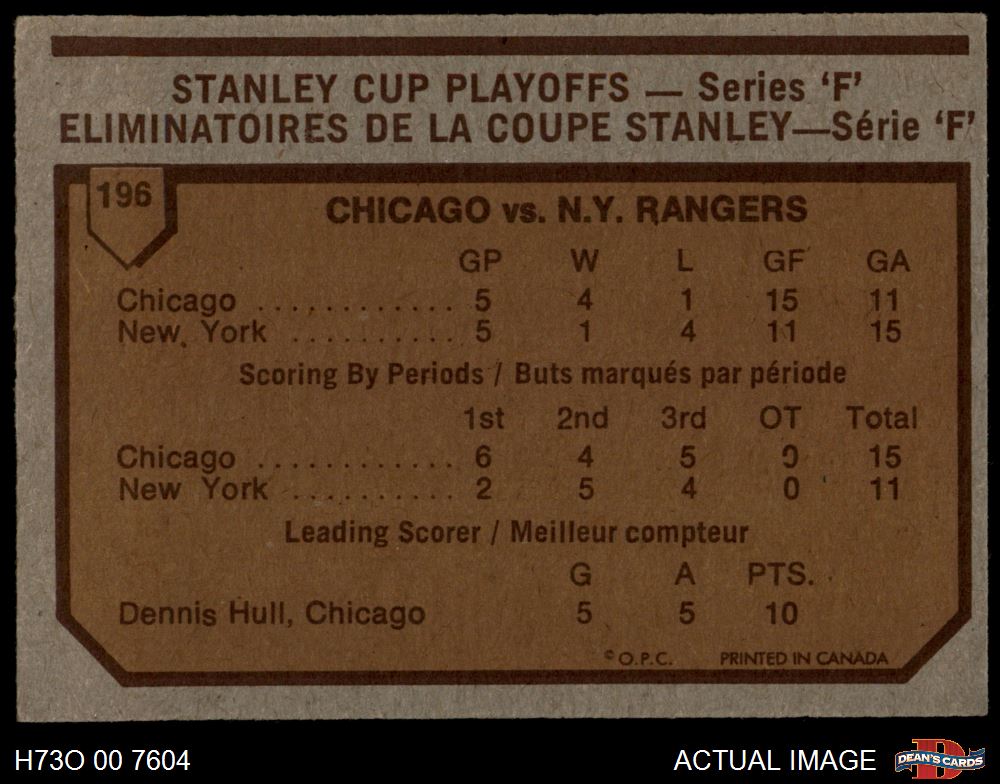 STANLEY CUP PLAYOFFS — Series 'F'
ELIMINATOIRES DE LA COUPE STANLEY—Série 'F'
196
CHICAGO vs. N.Y. RANGERS
GP W L GF GA
Chicago ............ 5 4 1 15 11
New York .......... 5 1 4 11 15
Scoring By Periods / Buts marqués par période
1st 2nd 3rd OT Total
Chicago ............ 6 4 5 0 15
New York .......... 2 5 4 0 11
Leading Scorer / Meilleur compteur
G A PTS.
Dennis Hull, Chicago 5 5 10
© O.P.C. PRINTED IN CANADA
H73O 00 7604 ACTUAL IMAGE D DEAN'S CARDS